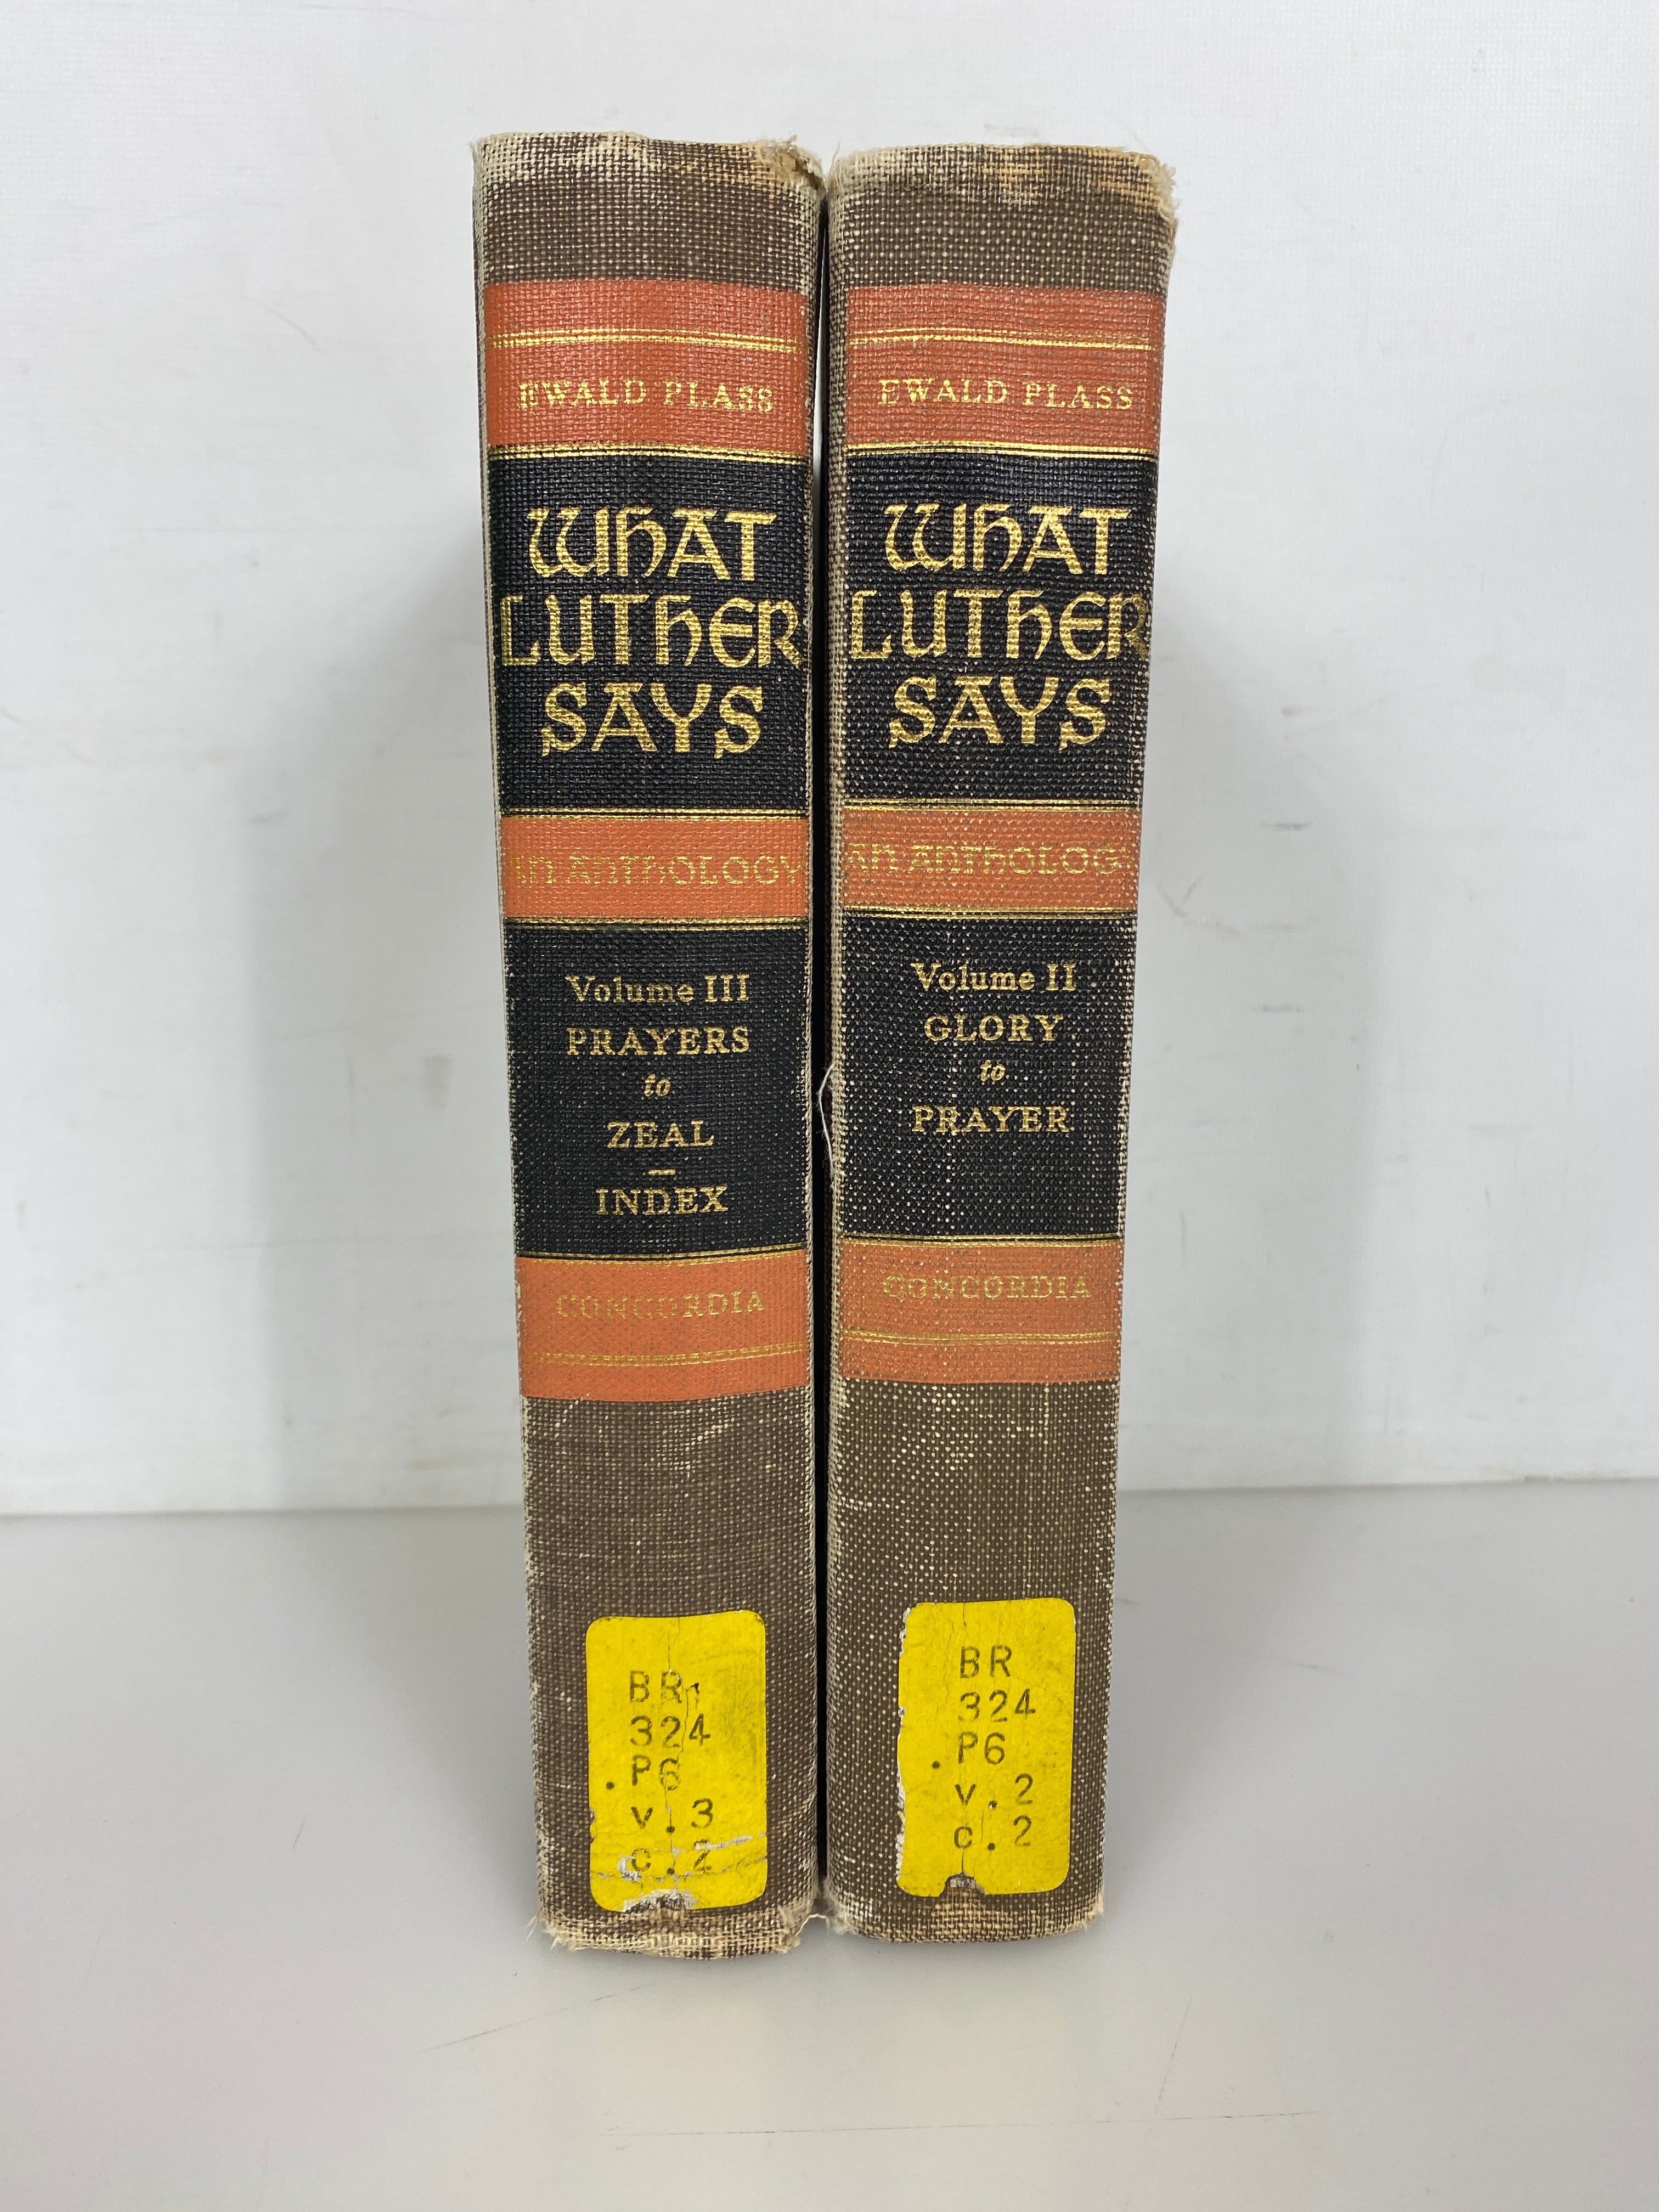 EWALD PLASS
WHAT
LUTHER
SAYS
AN ANTHOLOGY
Volume III
PRAYERS
to
ZEAL
—
INDEX
CONCORDIA
BR
324
.P6
v.3
c.2
EWALD PLASS
WHAT
LUTHER
SAYS
AN ANTHOLOGY
Volume II
GLORY
to
PRAYER
CONCORDIA
BR
324
.P6
v.2
c.2